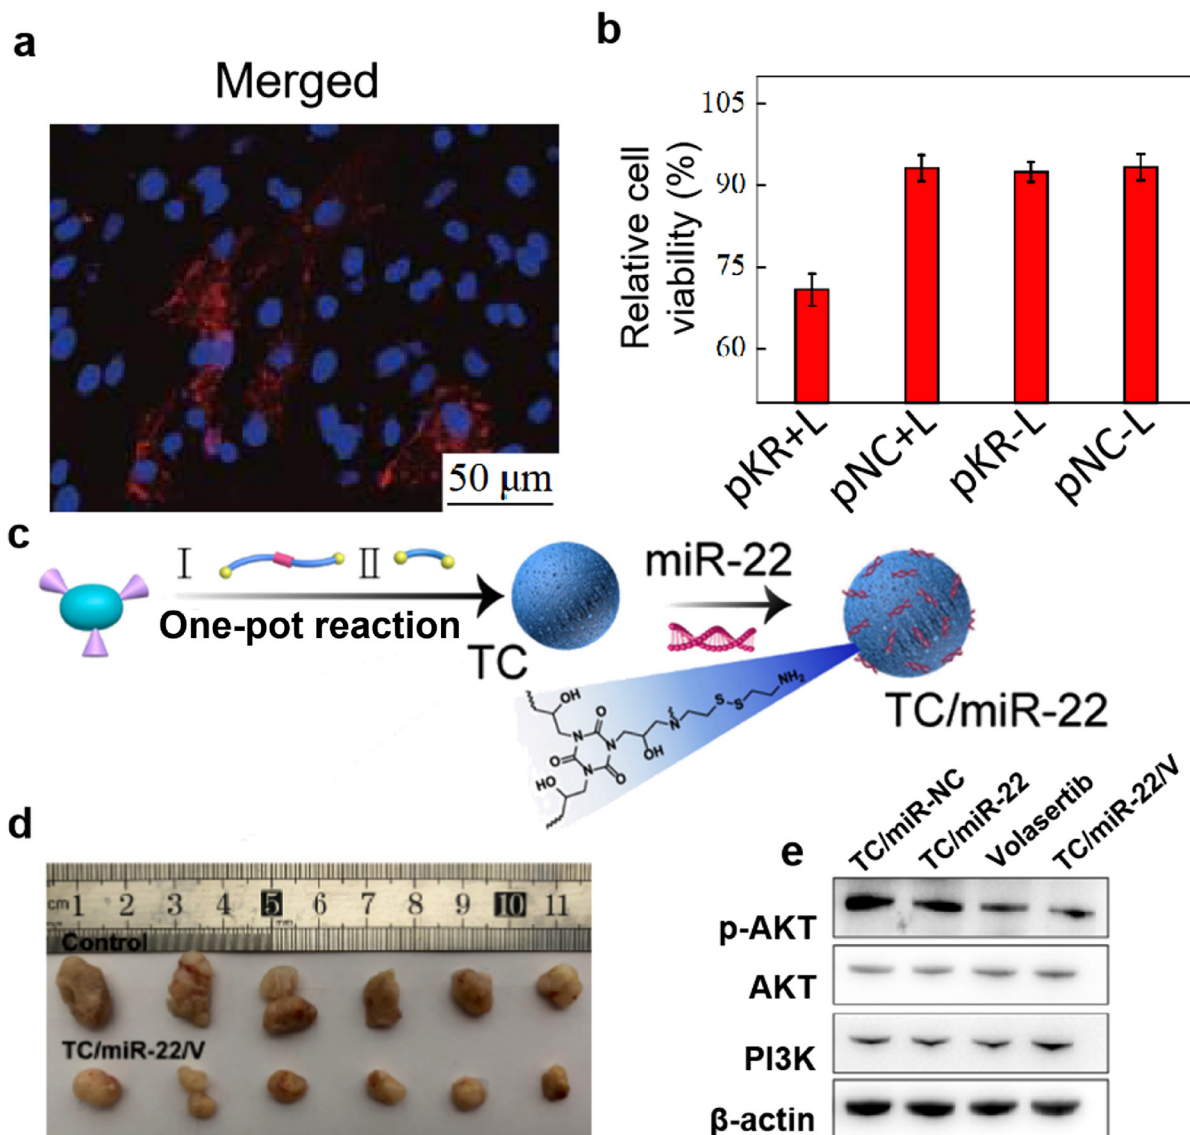 a
Merged
50 μm
b
Relative cell
viability (%)
105
90
75
60
pKR+L
pNC+L
pKR-L
pNC-L
c
I
II
One-pot reaction
TC
miR-22
TC/miR-22
OH
O
N
N
N
O
O
HO
OH
N
S
S
NH₂
d
cm 1 2 3 4 5 6 7 8 9 10 11
Control
TC/miR-22/V
e
TC/miR-NC
TC/miR-22
Volasertib
TC/miR-22/V
p-AKT
AKT
PI3K
β-actin